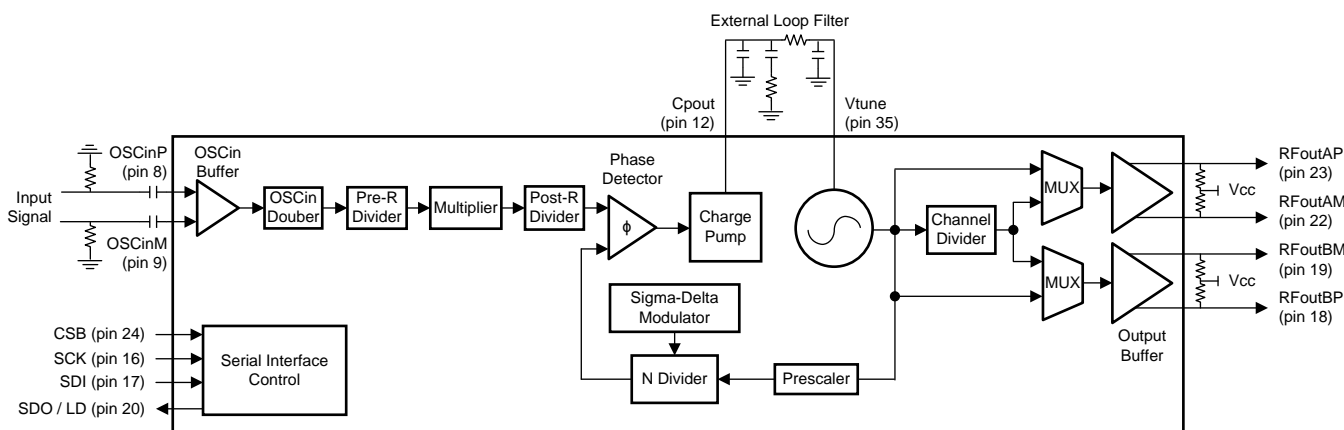 External Loop Filter
Cpout
(pin 12)
Vtune
(pin 35)
OSCinP
(pin 8)
Input
Signal
OSCinM
(pin 9)
OSCin
Buffer
OSCin
Douber
Pre-R
Divider
Multiplier
Post-R
Divider
Phase
Detector
ϕ
Charge
Pump
Channel
Divider
MUX
MUX
Output
Buffer
RFoutAP
(pin 23)
Vcc
RFoutAM
(pin 22)
RFoutBM
(pin 19)
Vcc
RFoutBP
(pin 18)
Sigma-Delta
Modulator
N Divider
Prescaler
CSB (pin 24)
SCK (pin 16)
SDI (pin 17)
SDO / LD (pin 20)
Serial Interface
Control